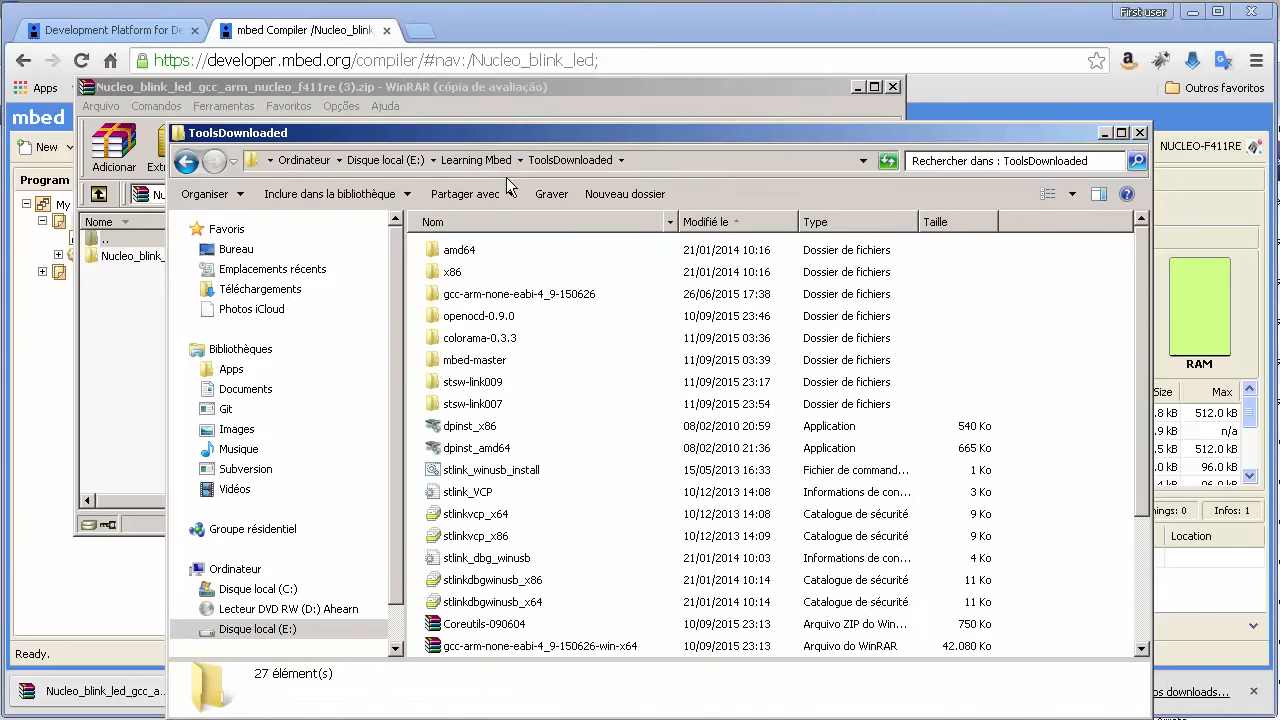 First user
Development Platform for De
mbed Compiler /Nucleo_blink_
https://developer.mbed.org/compiler/#nav:/Nucleo_blink_led;
Apps
Outros favoritos
Nucleo_blink_led_gcc_arm_nucleo_f411re (3).zip - WinRAR (cópia de avaliação)
Arquivo Comandos Ferramentas Favoritos Opções Ajuda
mbed
New
NUCLEO-F411RE
Adicionar
Program
My
Nome
..
Nucleo_blink_
ToolsDownloaded
Ordinateur Disque local (E:) Learning Mbed ToolsDownloaded
Rechercher dans : ToolsDownloaded
Organiser Inclure dans la bibliothèque Partager avec Graver Nouveau dossier
Favoris
Bureau
Emplacements récents
Téléchargements
Photos iCloud
Bibliothèques
Apps
Documents
Git
Images
Musique
Subversion
Vidéos
Groupe résidentiel
Ordinateur
Disque local (C:)
Lecteur DVD RW (D:) Ahearn
Disque local (E:)
Nom Modifié le Type Taille
amd64 21/01/2014 10:16 Dossier de fichiers
x86 21/01/2014 10:16 Dossier de fichiers
gcc-arm-none-eabi-4_9-150626 26/06/2015 17:38 Dossier de fichiers
openocd-0.9.0 10/09/2015 23:46 Dossier de fichiers
colorama-0.3.3 11/09/2015 03:36 Dossier de fichiers
mbed-master 11/09/2015 03:39 Dossier de fichiers
stsw-link009 11/09/2015 23:17 Dossier de fichiers
stsw-link007 11/09/2015 23:54 Dossier de fichiers
dpinst_x86 08/02/2010 20:59 Application 540 Ko
dpinst_amd64 08/02/2010 21:36 Application 665 Ko
stlink_winusb_install 15/05/2013 16:33 Fichier de command... 1 Ko
stlink_VCP 10/12/2013 14:08 Informations de con... 3 Ko
stlinkvcp_x64 10/12/2013 14:08 Catalogue de sécurité 9 Ko
stlinkvcp_x86 10/12/2013 14:08 Catalogue de sécurité 9 Ko
stlink_dbg_winusb 21/01/2014 10:03 Informations de con... 4 Ko
stlinkdbgwinusb_x86 21/01/2014 10:14 Catalogue de sécurité 11 Ko
stlinkdbgwinusb_x64 21/01/2014 10:14 Catalogue de sécurité 11 Ko
Coreutils-090604 10/09/2015 23:13 Arquivo ZIP do Win... 750 Ko
gcc-arm-none-eabi-4_9-150626-win-x64 10/09/2015 23:13 Arquivo do WinRAR 42.080 Ko
27 élément(s)
RAM
Size Max
.8 kB 512.0 kB
.9 kB n/a
.5 kB 512.0 kB
.5 kB 96.0 kB
96.0 kB
nings: 0 Infos: 1
Location
Ready.
Nucleo_blink_led_gcc_a...
os downloads...